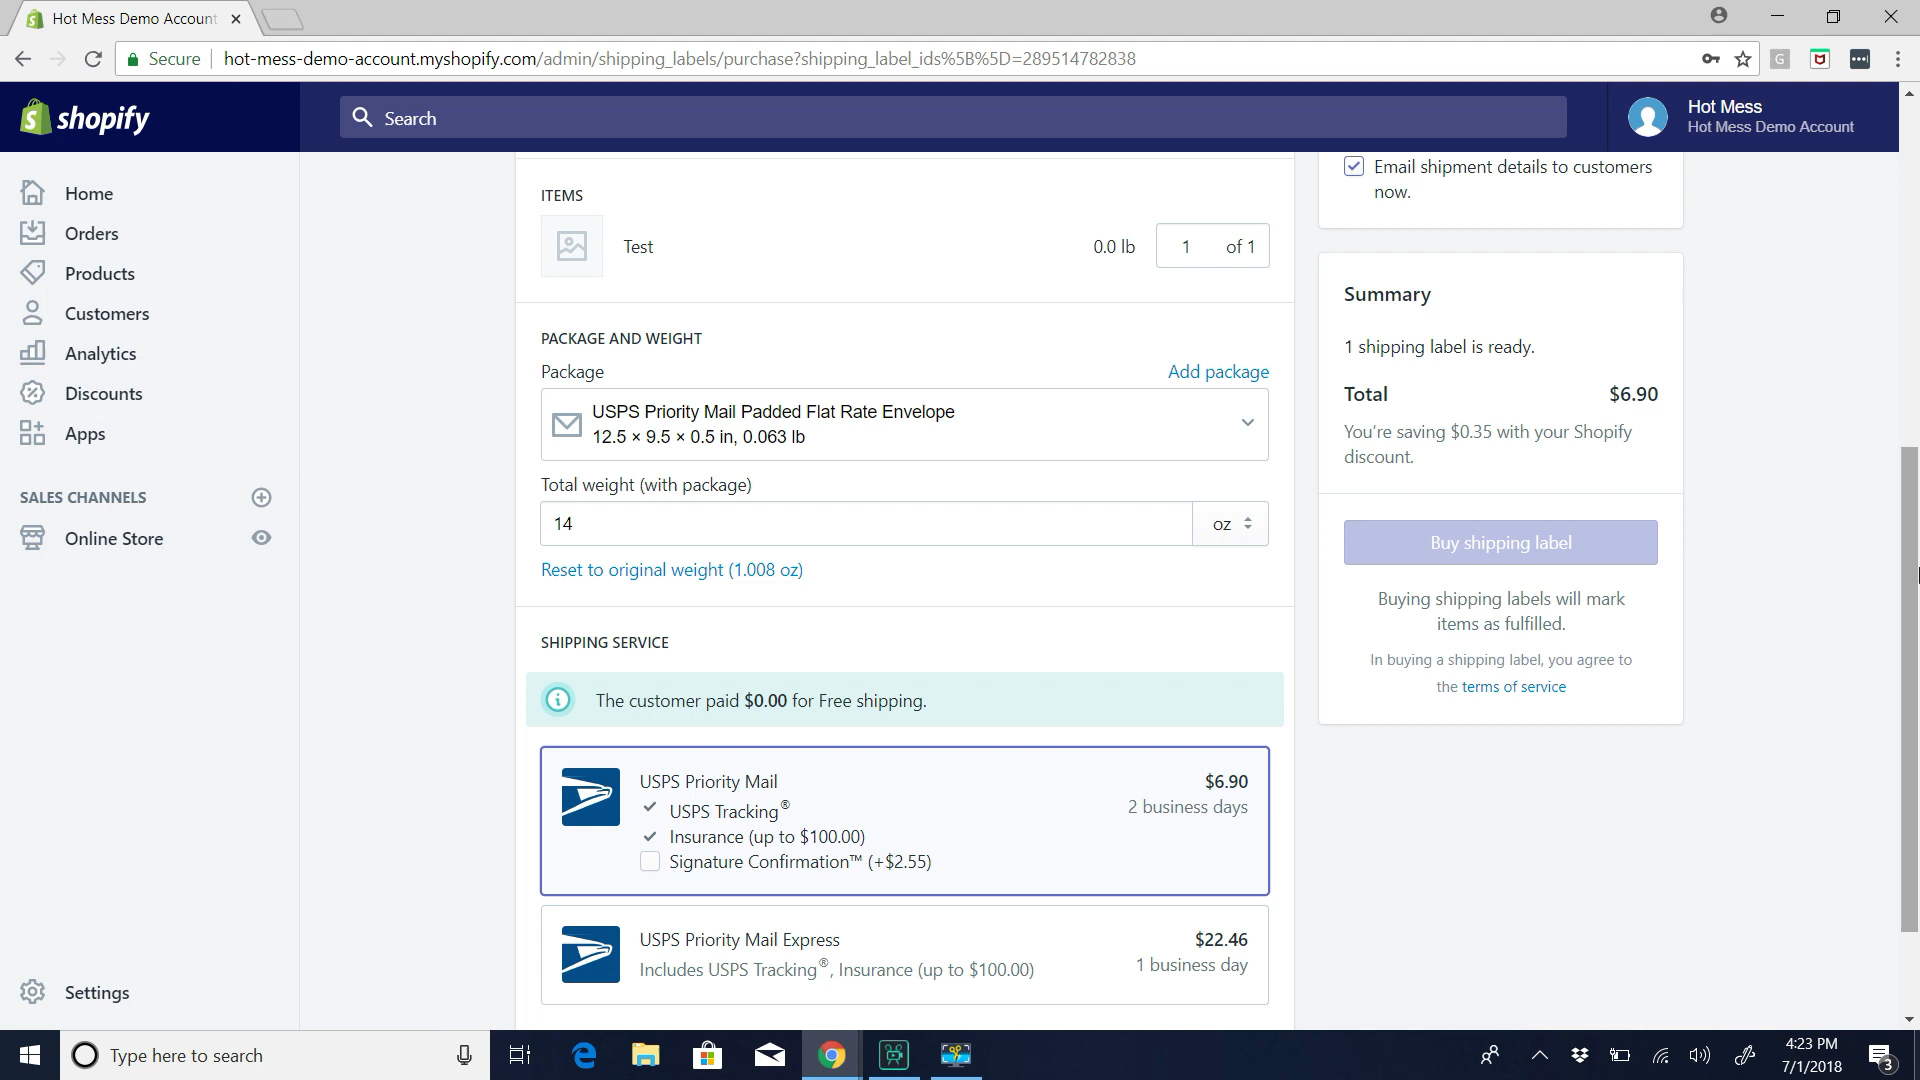 Hot Mess Demo Account
Secure
hot-mess-demo-account.myshopify.com/admin/shipping_labels/purchase?shipping_label_ids%5B%5D=289514782838
G
shopify
Search
Hot Mess
Hot Mess Demo Account
Home
Orders
Products
Customers
Analytics
Discounts
Apps
SALES CHANNELS
Online Store
Settings
ITEMS
Test
0.0 lb
1 of 1
PACKAGE AND WEIGHT
Package
Add package
USPS Priority Mail Padded Flat Rate Envelope
12.5 × 9.5 × 0.5 in, 0.063 lb
Total weight (with package)
14
oz
Reset to original weight (1.008 oz)
SHIPPING SERVICE
The customer paid $0.00 for Free shipping.
USPS Priority Mail
$6.90
USPS Tracking®
2 business days
Insurance (up to $100.00)
Signature Confirmation™ (+$2.55)
USPS Priority Mail Express
$22.46
Includes USPS Tracking®, Insurance (up to $100.00)
1 business day
Email shipment details to customers
now.
Summary
1 shipping label is ready.
Total
$6.90
You're saving $0.35 with your Shopify
discount.
Buy shipping label
Buying shipping labels will mark
items as fulfilled.
In buying a shipping label, you agree to
the terms of service
Type here to search
4:23 PM
7/1/2018
3